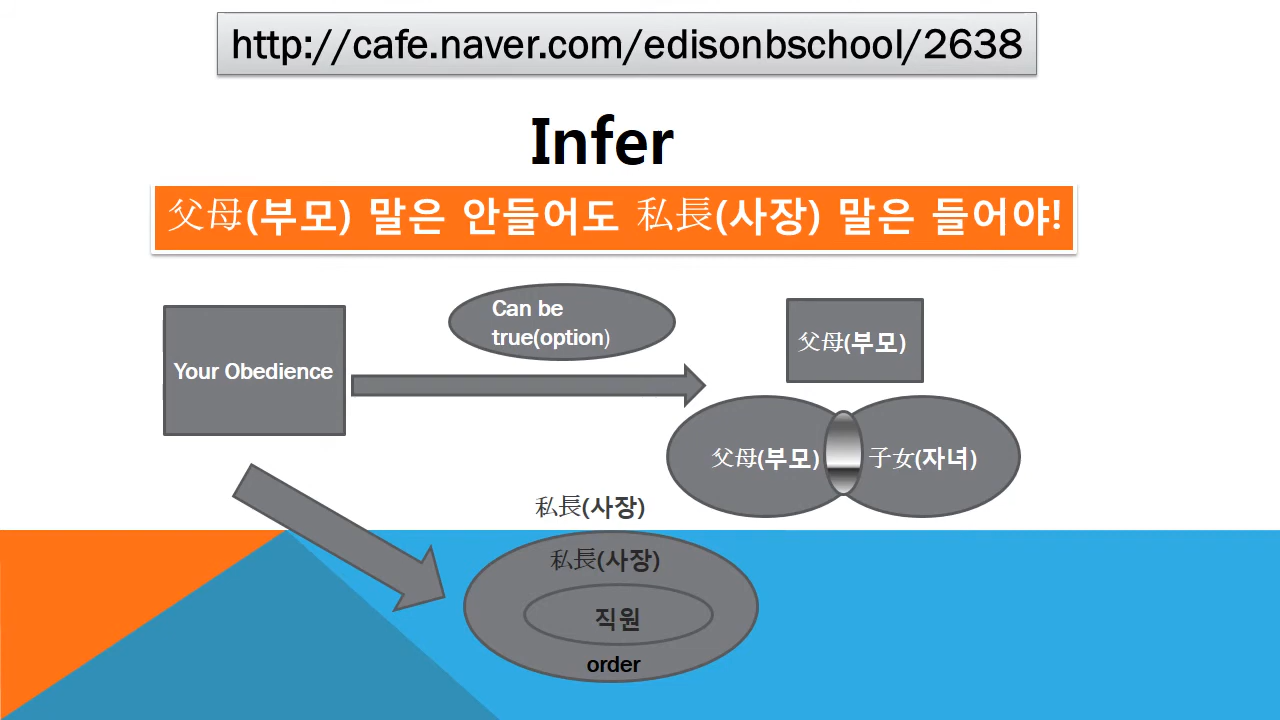 http://cafe.naver.com/edisonbschool/2638
Infer
父母(부모) 말은 안들어도 私長(사장) 말은 들어야!
Your Obedience
Can be
true(option)
父母(부모)
父母(부모)
子女(자녀)
私長(사장)
私長(사장)
직원
order